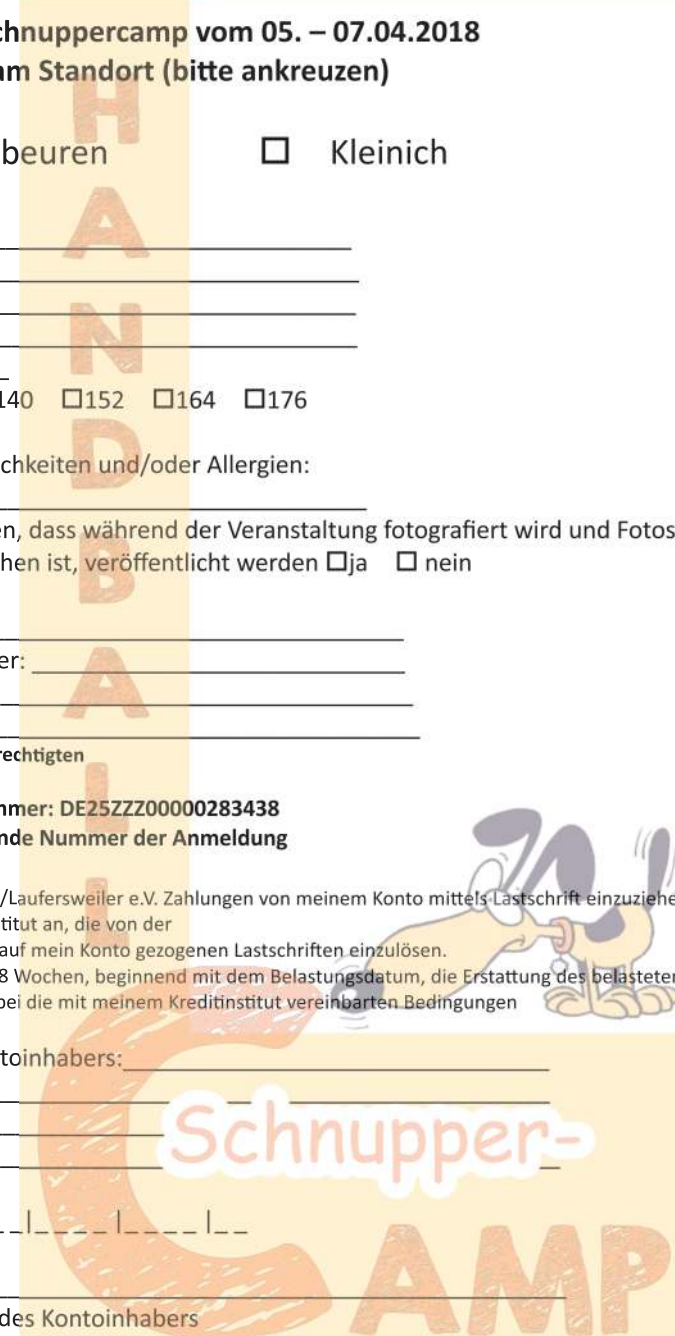 chnuppercamp vom 05. – 07.04.2018
am Standort (bitte ankreuzen)
beuren ☐ Kleinich
140 ☐152 ☐164 ☐176
chkeiten und/oder Allergien:
en, dass während der Veranstaltung fotografiert wird und Fotos
hen ist, veröffentlicht werden ☐ja ☐ nein
er:
rechtigten
mmer: DE25ZZZ00000283438
nde Nummer der Anmeldung
/Laufersweiler e.V. Zahlungen von meinem Konto mittels Lastschrift einzuziehe
titut an, die von der
auf mein Konto gezogenen Lastschriften einzulösen.
8 Wochen, beginnend mit dem Belastungsdatum, die Erstattung des belasteten
bei die mit meinem Kreditinstitut vereinbarten Bedingungen
toinhabers:
des Kontoinhabers
HANDBALL
Schnupper-
CAMP